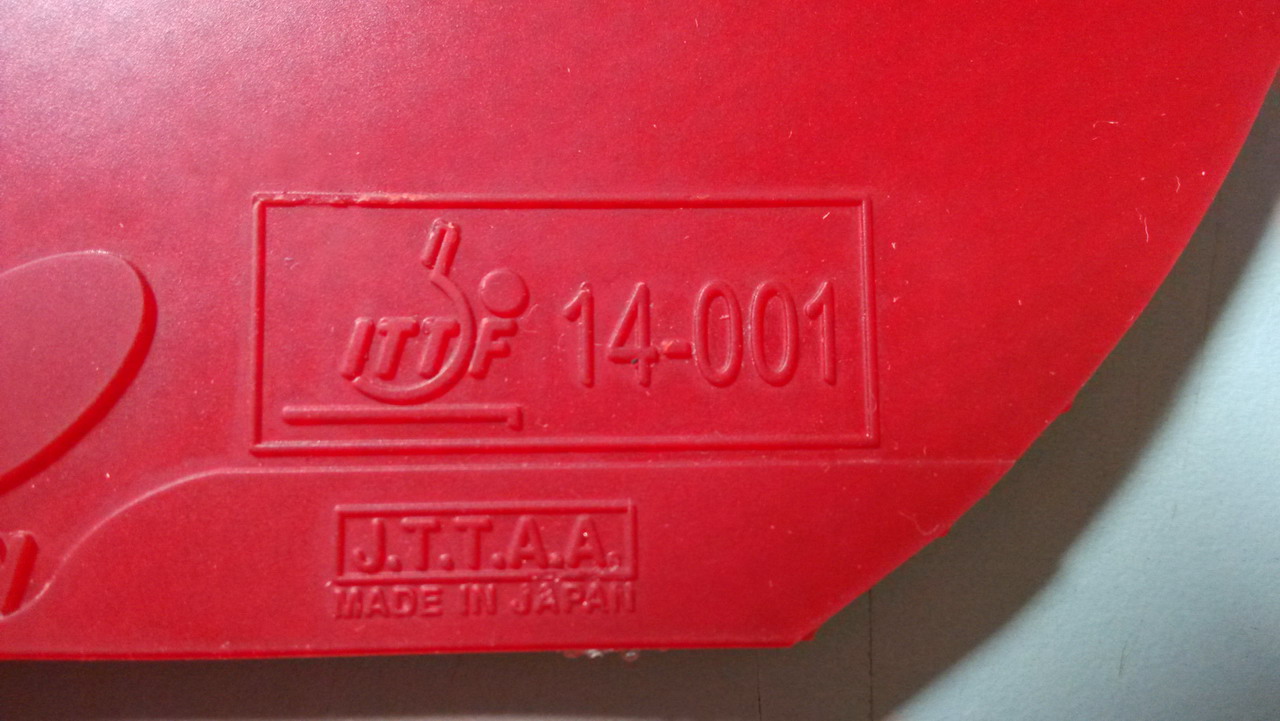 ITTF 14-001
J.T.T.A.A.
MADE IN JAPAN